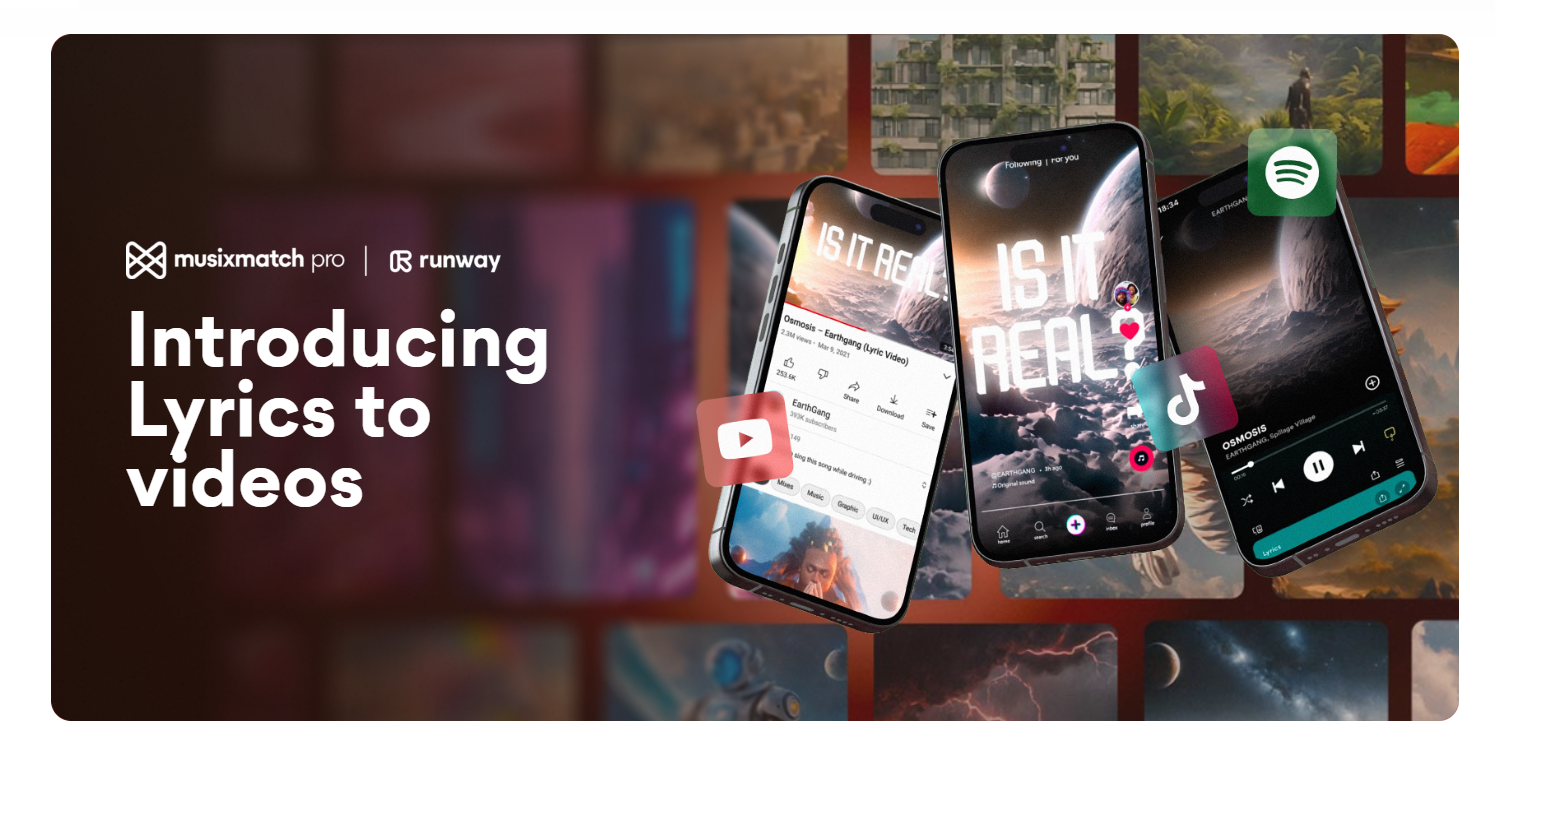 musixmatch pro | runway
Introducing
Lyrics to
videos
IS IT REAL?
Osmosis – Earthgang (Lyric Video)
2.3M views · Mar 9, 2021
253.6K
Share
Download
Save
EarthGang
393K subscribers
149
sing this song while driving :)
Mixes
Music
Graphic
UI/UX
Tech
Following | For you
IS IT
REAL?
@EARTHGANG · 3h ago
Original sound
home
search
vibes
profile
18:34
EARTHGANG
OSMOSIS
EARTHGANG, Spillage Village
Lyrics